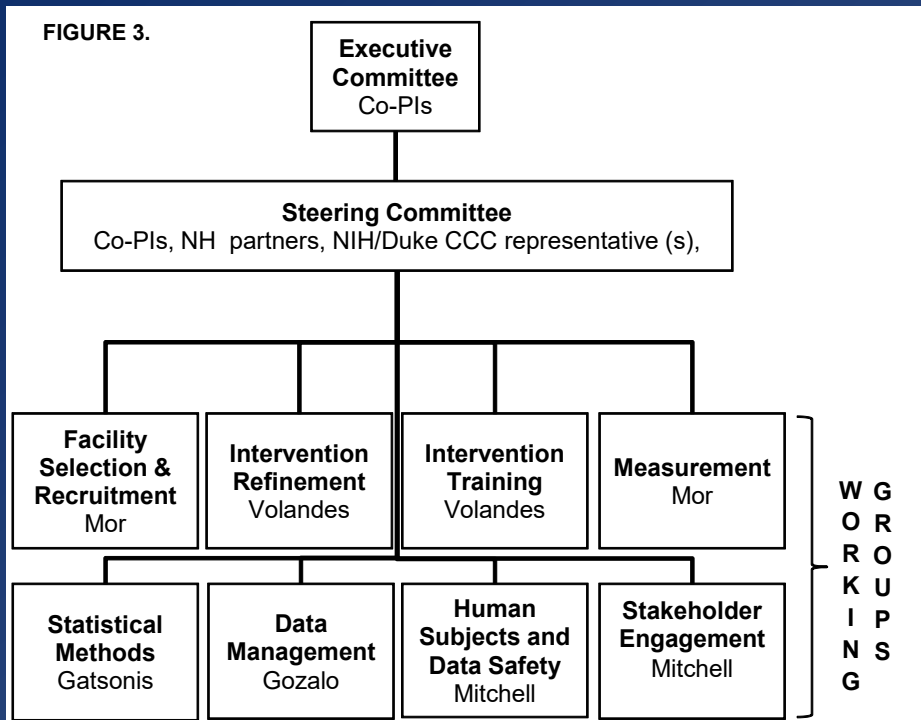 FIGURE 3.
Executive
Committee
Co-PIs
Steering Committee
Co-PIs, NH partners, NIH/Duke CCC representative (s),
Facility
Selection &
Recruitment
Mor
Intervention
Refinement
Volandes
Intervention
Training
Volandes
Measurement
Mor
Statistical
Methods
Gatsonis
Data
Management
Gozalo
Human
Subjects and
Data Safety
Mitchell
Stakeholder
Engagement
Mitchell
WORKING
GROUPS